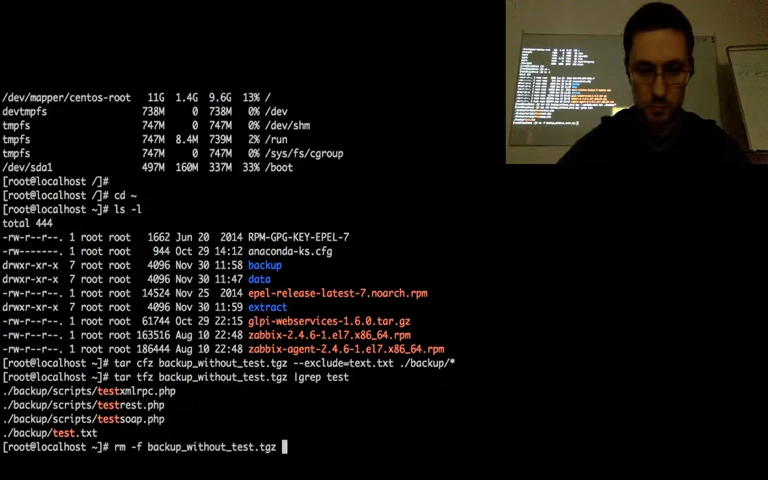 /dev/mapper/centos-root   11G  1.4G  9.6G  13% /
devtmpfs                 738M     0  738M   0% /dev
tmpfs                    747M     0  747M   0% /dev/shm
tmpfs                    747M  8.4M  739M   2% /run
tmpfs                    747M     0  747M   0% /sys/fs/cgroup
/dev/sda1                497M  160M  337M  33% /boot
[root@localhost /]#
[root@localhost /]# cd ~
[root@localhost ~]# ls -l
total 444
-rw-r--r--. 1 root root   1662 Jun 20  2014 RPM-GPG-KEY-EPEL-7
-rw-------. 1 root root    944 Oct 29 14:12 anaconda-ks.cfg
drwxr-xr-x  7 root root   4096 Nov 30 11:58 backup
drwxr-xr-x  7 root root   4096 Nov 30 11:47 data
-rw-r--r--. 1 root root  14524 Nov 25  2014 epel-release-latest-7.noarch.rpm
drwxr-xr-x  7 root root   4096 Nov 30 11:59 extract
-rw-r--r--. 1 root root  61744 Oct 29 22:15 glpi-webservices-1.6.0.tar.gz
-rw-r--r--. 1 root root 163516 Aug 10 22:48 zabbix-2.4.6-1.el7.x86_64.rpm
-rw-r--r--. 1 root root 186444 Aug 10 22:48 zabbix-agent-2.4.6-1.el7.x86_64.rpm
[root@localhost ~]# tar cfz backup_without_test.tgz --exclude=text.txt ./backup/*
[root@localhost ~]# tar tfz backup_without_test.tgz |grep test
./backup/scripts/testxmlrpc.php
./backup/scripts/testrest.php
./backup/scripts/testsoap.php
./backup/test.txt
[root@localhost ~]# rm -f backup_without_test.tgz